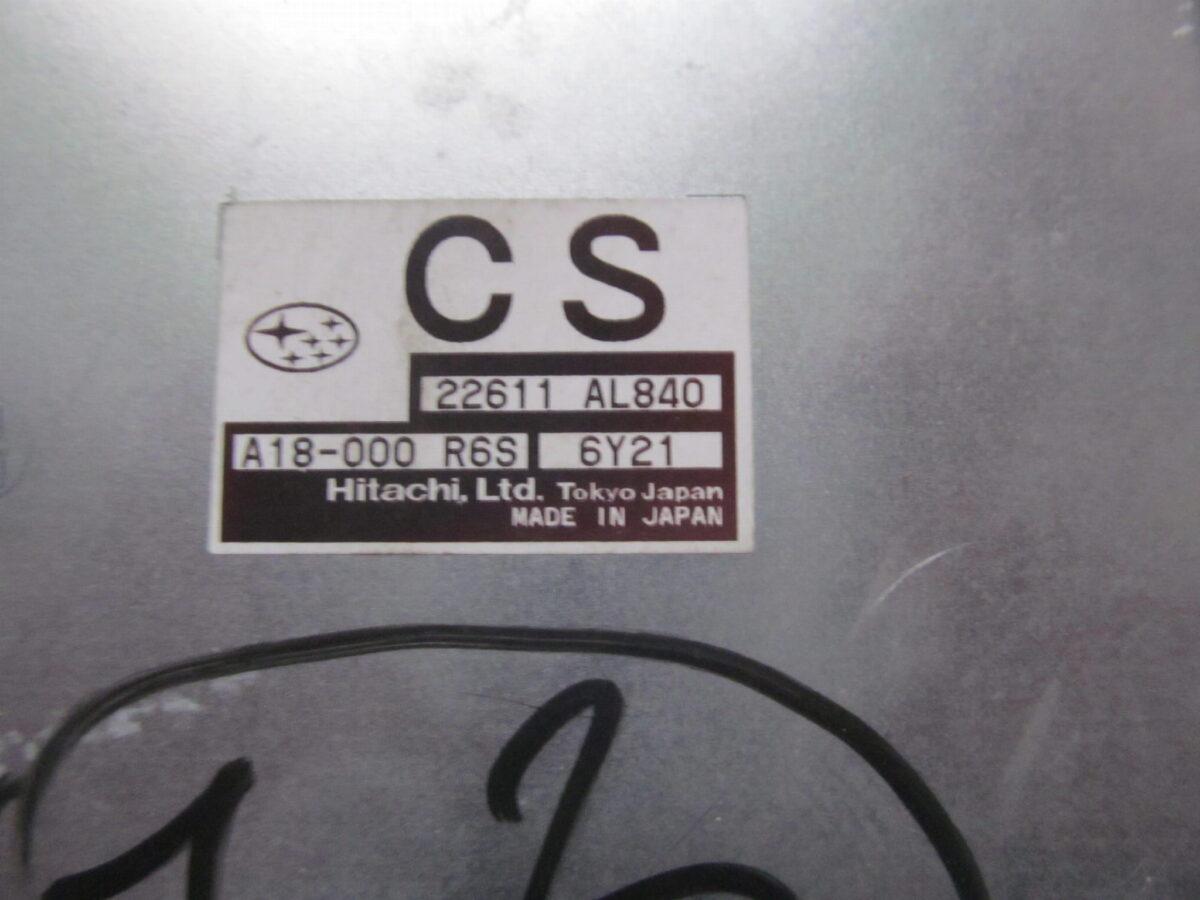 CS
22611 AL840
A18-000 R6S 6Y21
Hitachi, Ltd. Tokyo Japan
MADE IN JAPAN